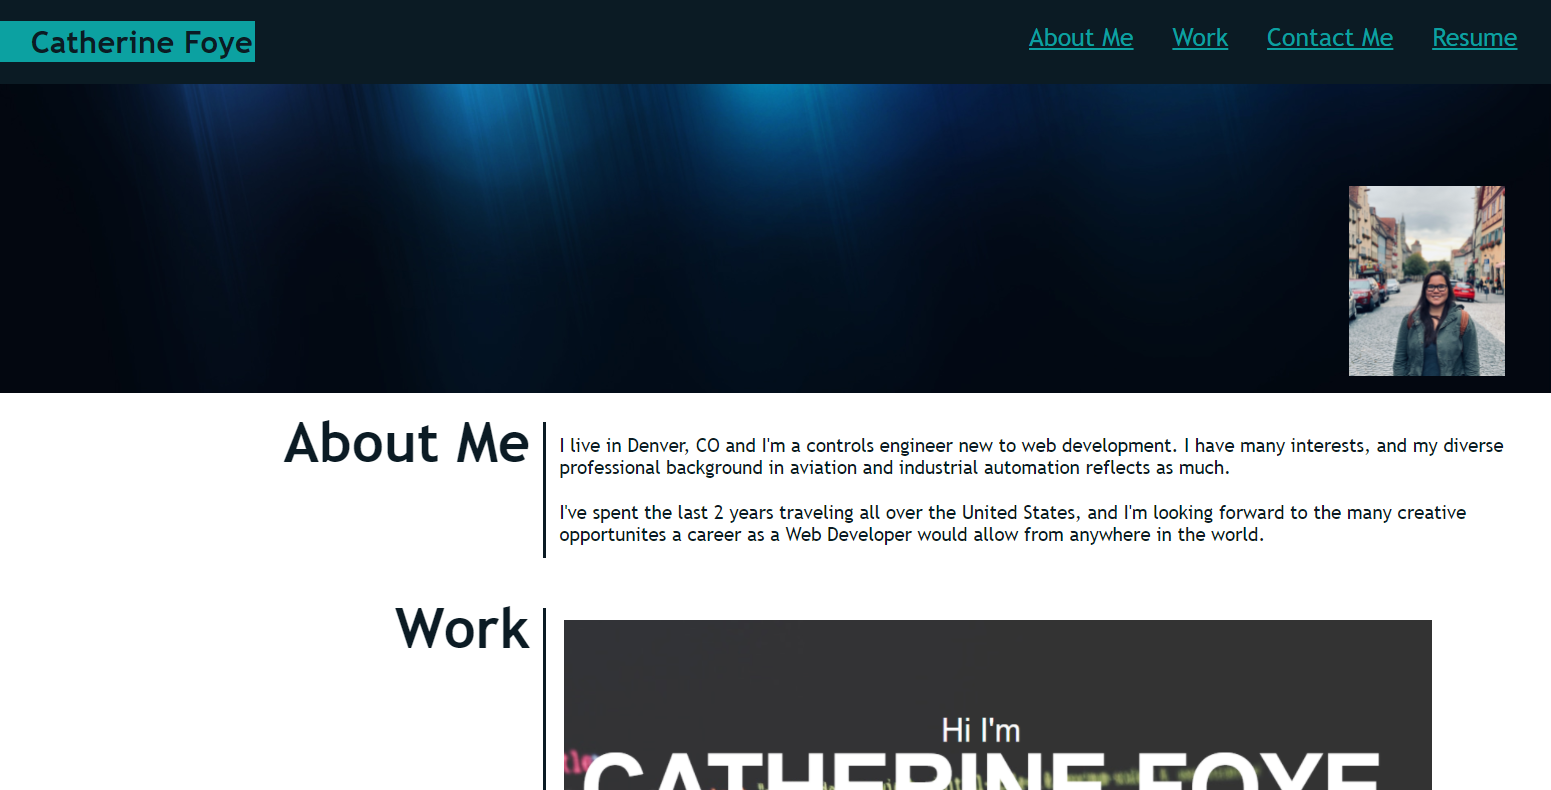 Catherine Foye
About Me Work Contact Me Resume
About Me
I live in Denver, CO and I'm a controls engineer new to web development. I have many interests, and my diverse
professional background in aviation and industrial automation reflects as much.
I've spent the last 2 years traveling all over the United States, and I'm looking forward to the many creative
opportunites a career as a Web Developer would allow from anywhere in the world.
Work
Hi I'm
CATHERINE FOYE